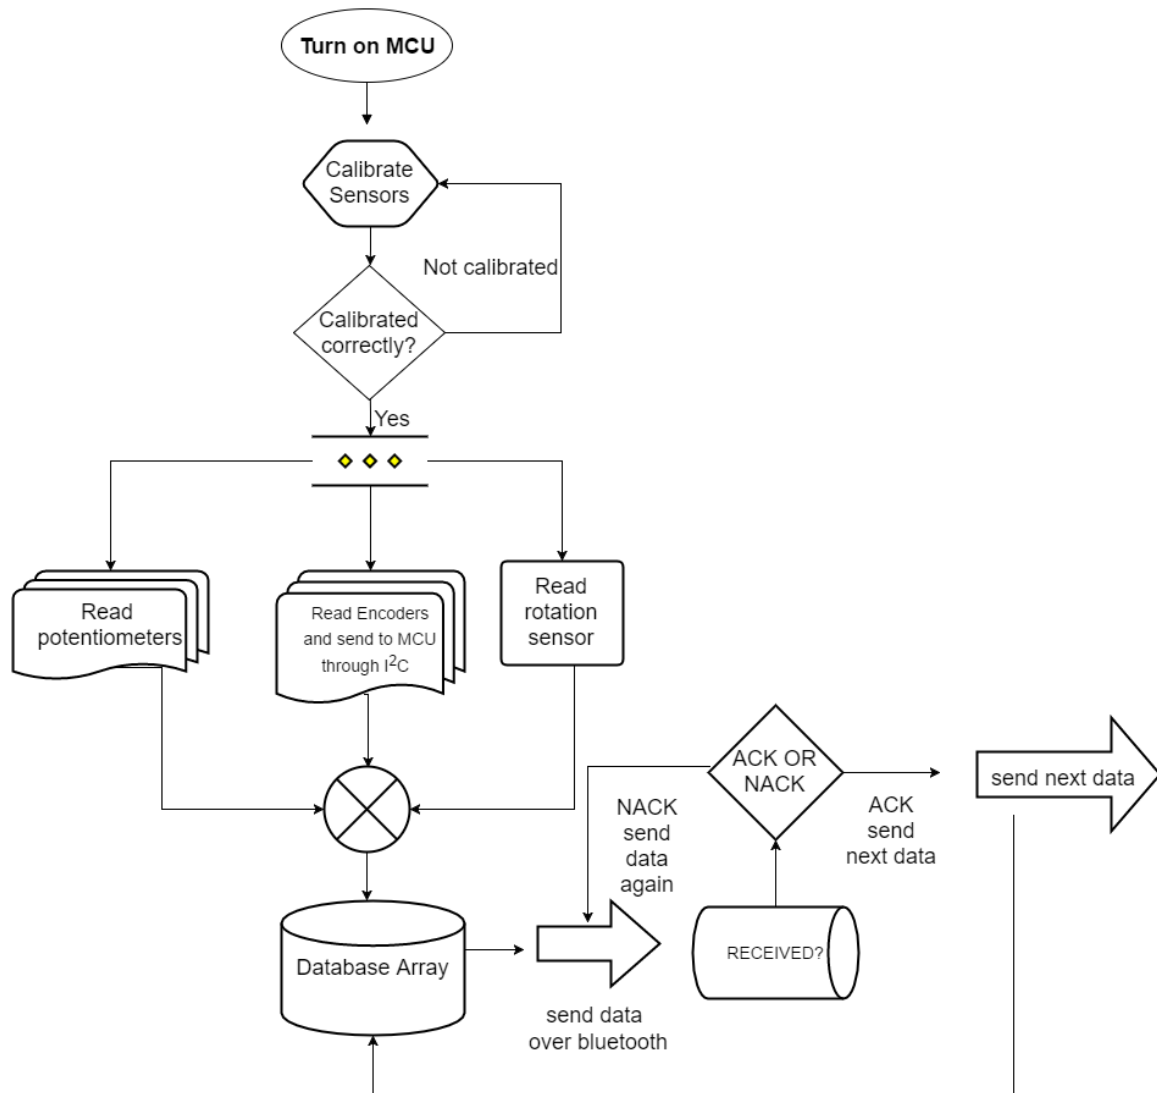 Turn on MCU
Calibrate
Sensors
Not calibrated
Calibrated
correctly?
Yes
Read
potentiometers
Read Encoders
and send to MCU
through I²C
Read
rotation
sensor
ACK OR
NACK
send next data
NACK
send
data
again
ACK
send
next data
Database Array
RECEIVED?
send data
over bluetooth